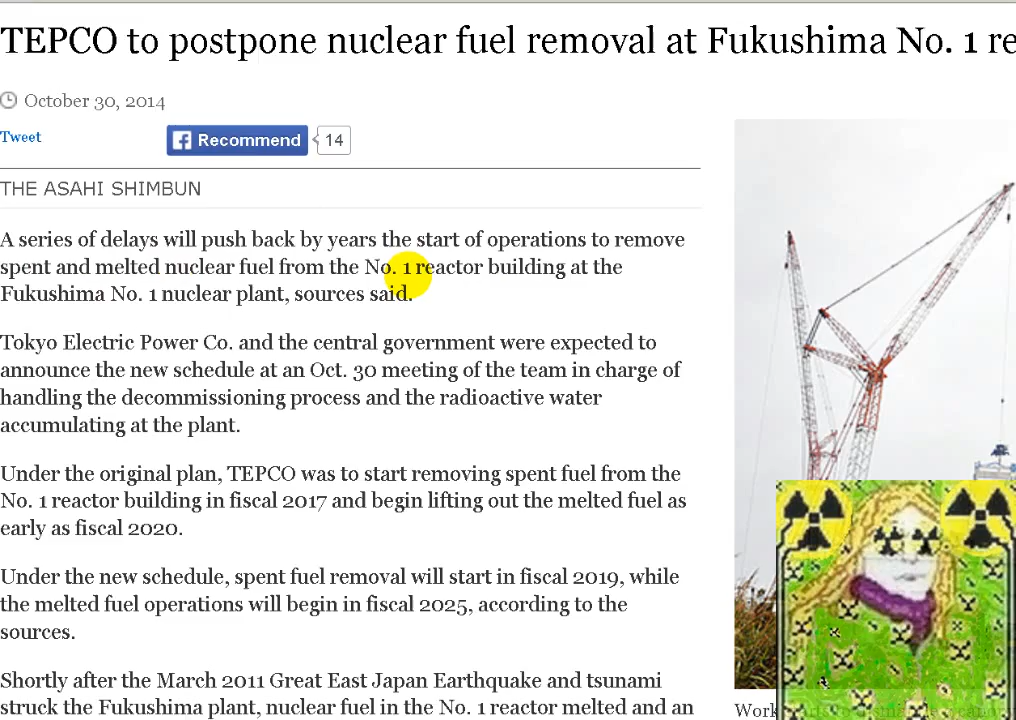 TEPCO to postpone nuclear fuel removal at Fukushima No. 1 re
October 30, 2014
Tweet
Recommend
14
THE ASAHI SHIMBUN
A series of delays will push back by years the start of operations to remove
spent and melted nuclear fuel from the No. 1 reactor building at the
Fukushima No. 1 nuclear plant, sources said.
Tokyo Electric Power Co. and the central government were expected to
announce the new schedule at an Oct. 30 meeting of the team in charge of
handling the decommissioning process and the radioactive water
accumulating at the plant.
Under the original plan, TEPCO was to start removing spent fuel from the
No. 1 reactor building in fiscal 2017 and begin lifting out the melted fuel as
early as fiscal 2020.
Under the new schedule, spent fuel removal will start in fiscal 2019, while
the melted fuel operations will begin in fiscal 2025, according to the
sources.
Shortly after the March 2011 Great East Japan Earthquake and tsunami
struck the Fukushima plant, nuclear fuel in the No. 1 reactor melted and an
Work